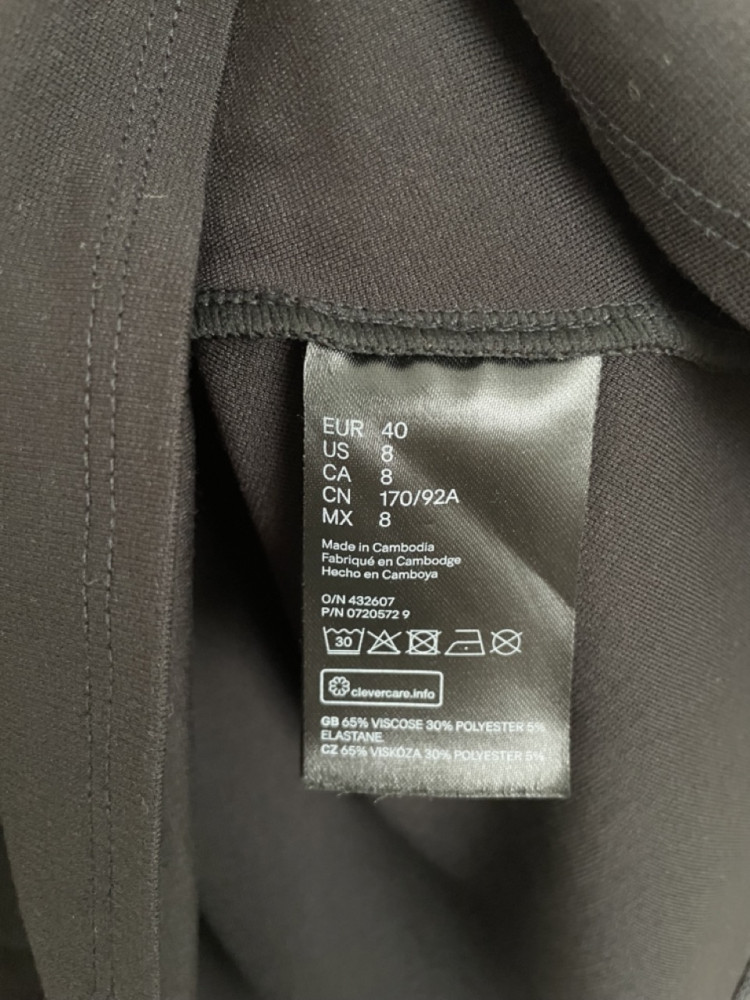 EUR 40
US 8
CA 8
CN 170/92A
MX 8
Made in Cambodia
Fabriqué en Cambodge
Hecho en Camboya
O/N 432607
P/N 0720572 9
30
clevercare.info
GB 65% VISCOSE 30% POLYESTER 5%
ELASTANE.
CZ 65% VISKÓZA 30% POLYESTER 5%